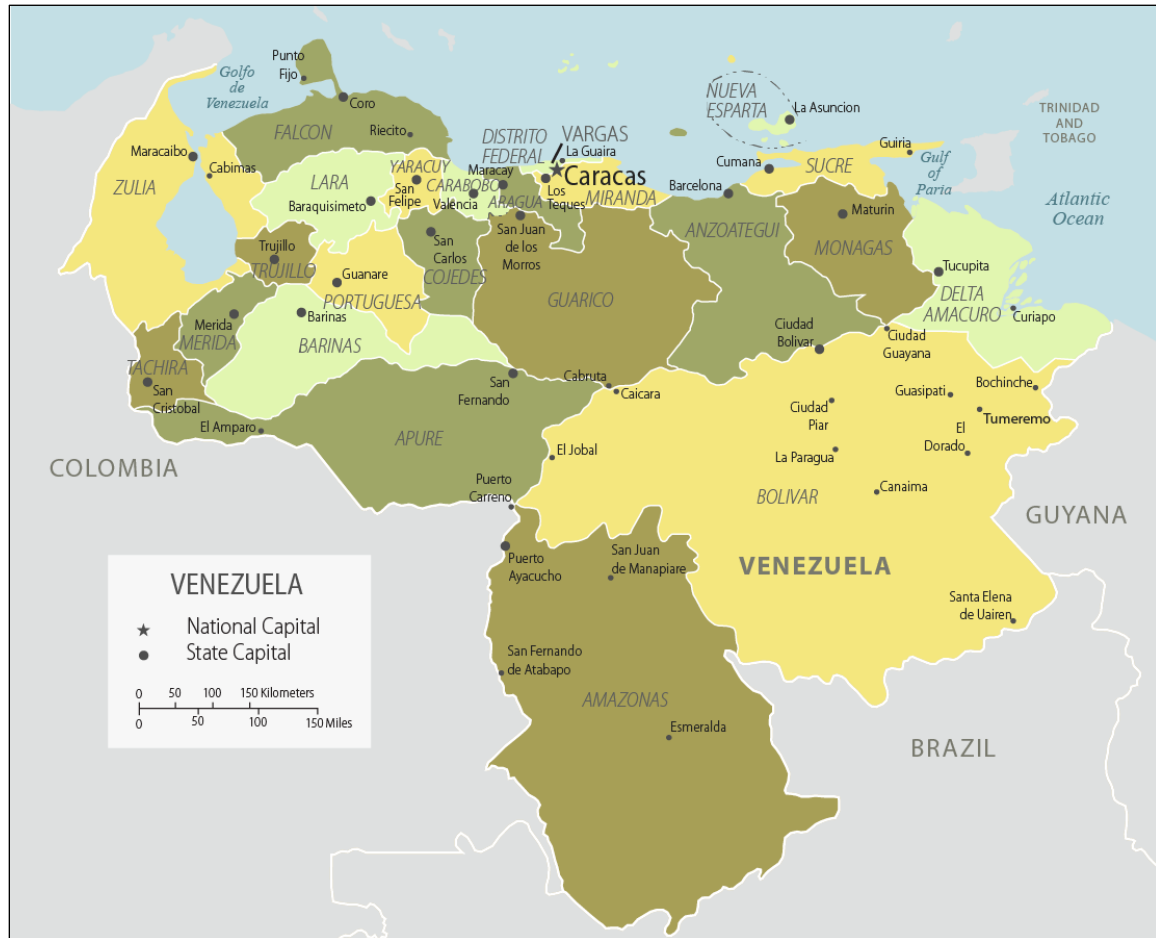 Punto
Fijo
Golfo
de
Venezuela
Coro
FALCON
Riecito
NUEVA
ESPARTA
La Asuncion
TRINIDAD
AND
TOBAGO
DISTRITO
FEDERAL
VARGAS
La Guaira
Maracaibo
Cabimas
ZULIA
LARA
Baraquisimeto
YARACUY
San
Felipe
CARABOBO
Valencia
Maracay
ARAGUA
Caracas
Los
Teques
MIRANDA
Cumana
SUCRE
Guiria
Gulf
of
Paria
Atlantic
Ocean
Barcelona
ANZOATEGUI
Maturin
MONAGAS
Trujillo
TRUJILLO
Guanare
PORTUGUESA
San
Carlos
COJEDES
San Juan
de los
Morros
GUARICO
Tucupita
DELTA
AMACURO
Curiapo
Merida
MERIDA
Barinas
BARINAS
Ciudad
Bolivar
Ciudad
Guayana
TACHIRA
San
Cristobal
San
Fernando
Cabruta
Caicara
Guasipati
Bochinche
Ciudad
Piar
Tumeremo
El
Dorado
El Amparo
APURE
El Jobal
La Paragua
COLOMBIA
Puerto
Carreno
BOLIVAR
Canaima
GUYANA
Puerto
Ayacucho
San Juan
de Manapiare
VENEZUELA
Santa Elena
de Uairen
San Fernando
de Atabapo
AMAZONAS
Esmeralda
BRAZIL
VENEZUELA
National Capital
State Capital
0 50 100 150 Kilometers
0 50 100 150 Miles